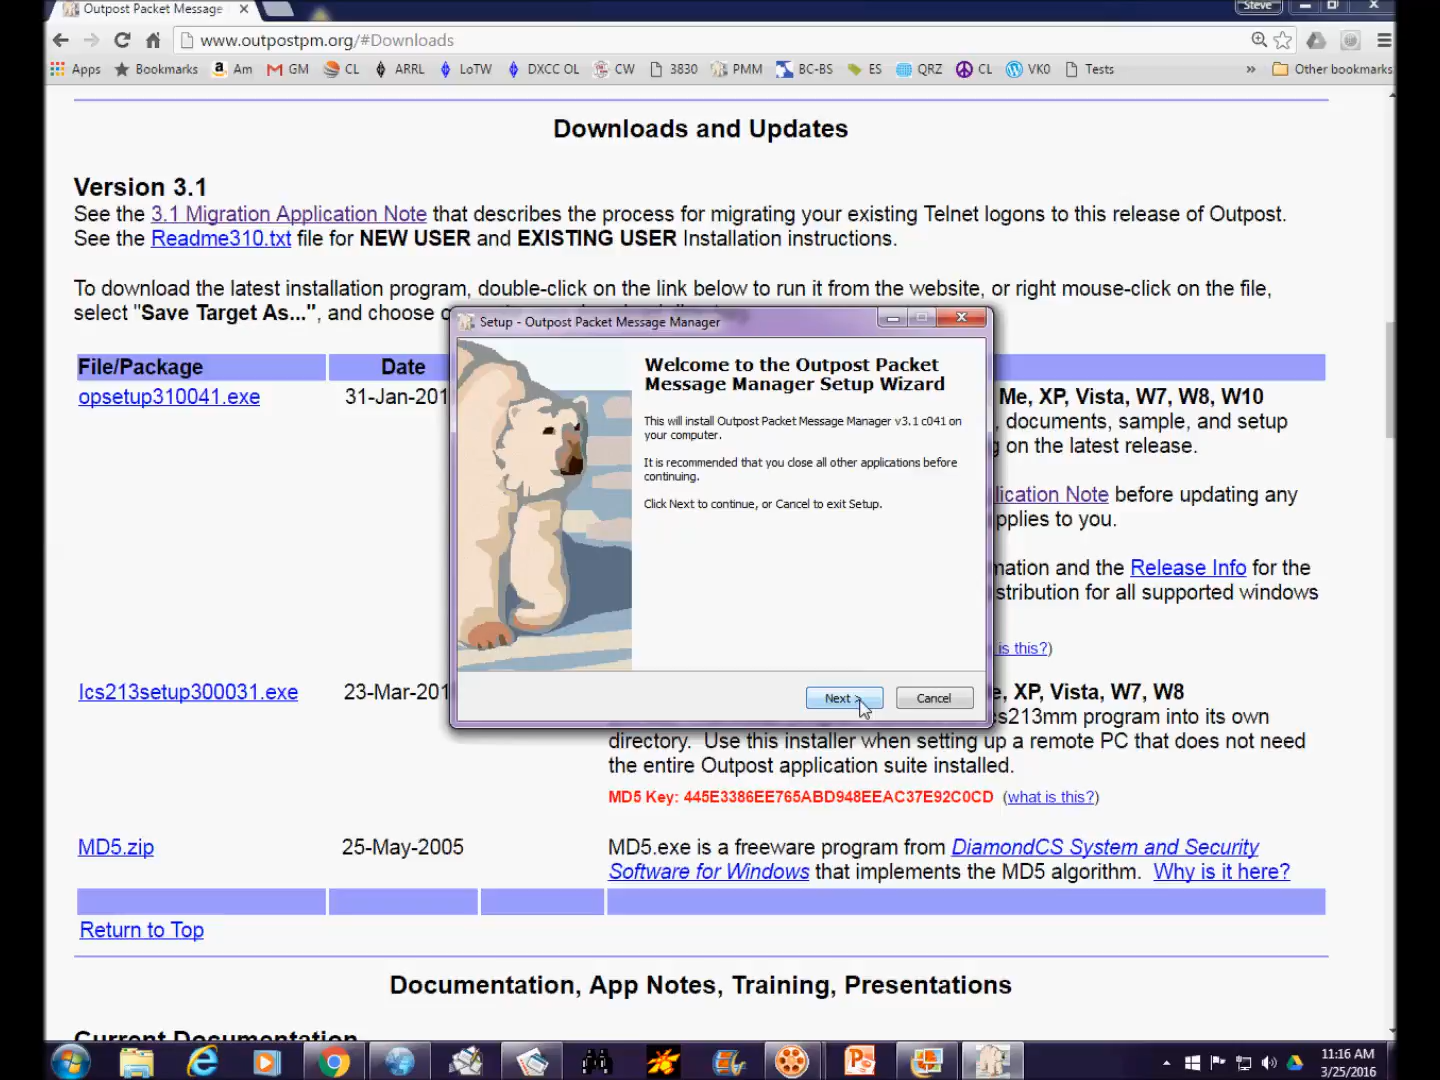 Outpost Packet Message
Steve
www.outpostpm.org/#Downloads
Apps Bookmarks Am GM CL ARRL LoTW DXCC OL CW 3830 PMM BC-BS ES QRZ CL VK0 Tests » Other bookmarks
Downloads and Updates
Version 3.1
See the 3.1 Migration Application Note that describes the process for migrating your existing Telnet logons to this release of Outpost.
See the Readme310.txt file for NEW USER and EXISTING USER Installation instructions.
To download the latest installation program, double-click on the link below to run it from the website, or right mouse-click on the file,
select "Save Target As...", and choose
File/Package Date
opsetup310041.exe 31-Jan-201 Me, XP, Vista, W7, W8, W10
, documents, sample, and setup
g on the latest release.
lication Note before updating any
pplies to you.
mation and the Release Info for the
stribution for all supported windows
is this?)
Setup - Outpost Packet Message Manager
Welcome to the Outpost Packet
Message Manager Setup Wizard
This will install Outpost Packet Message Manager v3.1 c041 on
your computer.
It is recommended that you close all other applications before
continuing.
Click Next to continue, or Cancel to exit Setup.
Next > Cancel
Ics213setup300031.exe 23-Mar-201 e, XP, Vista, W7, W8
cs213mm program into its own
directory. Use this installer when setting up a remote PC that does not need
the entire Outpost application suite installed.
MD5 Key: 445E3386EE765ABD948EEAC37E92C0CD (what is this?)
MD5.zip 25-May-2005 MD5.exe is a freeware program from DiamondCS System and Security
Software for Windows that implements the MD5 algorithm. Why is it here?
Return to Top
Documentation, App Notes, Training, Presentations
Current Documentation
11:16 AM
3/25/2016